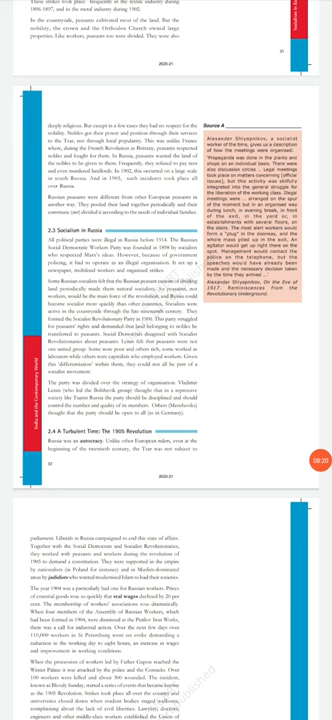 These strikes took place frequently in the textile industry during
1896-1897, and in the metal industry during 1902.
In the countryside, peasants cultivated most of the land. But the
nobility, the crown and the Orthodox Church owned large
properties. Like workers, peasants too were divided. They were also
Socialism in
31
2020-21
deeply religious. But except in a few cases they had no respect for the
nobility. Nobles got their power and position through their services
to the Tsar, not through local popularity. This was unlike France
where, during the French Revolution in Brittany, peasants respected
nobles and fought for them. In Russia, peasants wanted the land of
the nobles to be given to them. Frequently, they refused to pay rent
and even murdered landlords. In 1902, this occurred on a large scale
in south Russia. And in 1905, such incidents took place all
over Russia.
Russian peasants were different from other European peasants in
another way. They pooled their land together periodically and their
commune (mir) divided it according to the needs of individual families.
2.3 Socialism in Russia
All political parties were illegal in Russia before 1914. The Russian
Social Democratic Workers Party was founded in 1898 by socialists
who respected Marx's ideas. However, because of government
policing, it had to operate as an illegal organisation. It set up a
newspaper, mobilised workers and organised strikes.
Some Russian socialists felt that the Russian peasant custom of dividing
land periodically made them natural socialists. So peasants, not
workers, would be the main force of the revolution, and Russia could
become socialist more quickly than other countries. Socialists were
active in the countryside through the late nineteenth century. They
formed the Socialist Revolutionary Party in 1900. This party struggled
for peasants' rights and demanded that land belonging to nobles be
transferred to peasants. Social Democrats disagreed with Socialist
Revolutionaries about peasants. Lenin felt that peasants were not
one united group. Some were poor and others rich, some worked as
labourers while others were capitalists who employed workers. Given
this 'differentiation' within them, they could not all be part of a
socialist movement.
The party was divided over the strategy of organisation. Vladimir
Lenin (who led the Bolshevik group) thought that in a repressive
society like Tsarist Russia the party should be disciplined and should
control the number and quality of its members. Others (Mensheviks)
thought that the party should be open to all (as in Germany).
2.4 A Turbulent Time: The 1905 Revolution
Russia was an autocracy. Unlike other European rulers, even at the
beginning of the twentieth century, the Tsar was not subject to
Source A
Alexander Shlyapnikov, a socialist
worker of the time, gives us a description
of how the meetings were organised:
'Propaganda was done in the plants and
shops on an individual basis. There were
also discussion circles … Legal meetings
took place on matters concerning [official
issues], but this activity was skillfully
integrated into the general struggle for
the liberation of the working class. Illegal
meetings were … arranged on the spur
of the moment but in an organised way
during lunch, in evening break, in front
of the exit, in the yard or, in
establishments with several floors, on
the stairs. The most alert workers would
form a "plug" in the doorway, and the
whole mass piled up in the exit. An
agitator would get up right there on the
spot. Management would contact the
police on the telephone, but the
speeches would have already been
made and the necessary decision taken
by the time they arrived …'
Alexander Shlyapnikov, On the Eve of
1917. Reminiscences from the
Revolutionary Underground.
India and the Contemporary World
32
2020-21
08:20
parliament. Liberals in Russia campaigned to end this state of affairs.
Together with the Social Democrats and Socialist Revolutionaries,
they worked with peasants and workers during the revolution of
1905 to demand a constitution. They were supported in the empire
by nationalists (in Poland for instance) and in Muslim-dominated
areas by jadidists who wanted modernised Islam to lead their societies.
The year 1904 was a particularly bad one for Russian workers. Prices
of essential goods rose so quickly that real wages declined by 20 per
cent. The membership of workers' associations rose dramatically.
When four members of the Assembly of Russian Workers, which
had been formed in 1904, were dismissed at the Putilov Iron Works,
there was a call for industrial action. Over the next few days over
110,000 workers in St Petersburg went on strike demanding a
reduction in the working day to eight hours, an increase in wages
and improvement in working conditions.
When the procession of workers led by Father Gapon reached the
Winter Palace it was attacked by the police and the Cossacks. Over
100 workers were killed and about 300 wounded. The incident,
known as Bloody Sunday, started a series of events that became known
as the 1905 Revolution. Strikes took place all over the country and
universities closed down when student bodies staged walkouts,
complaining about the lack of civil liberties. Lawyers, doctors,
engineers and other middle-class workers established the Union of